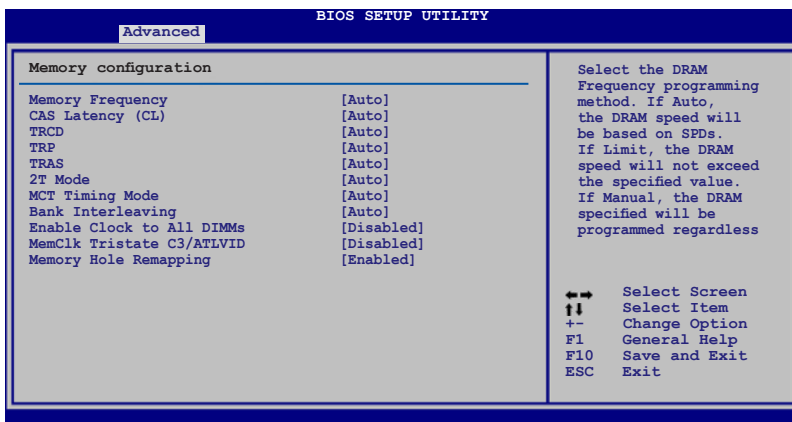 BIOS SETUP UTILITY
Advanced
Memory configuration
Memory Frequency [Auto]
CAS Latency (CL) [Auto]
TRCD [Auto]
TRP [Auto]
TRAS [Auto]
2T Mode [Auto]
MCT Timing Mode [Auto]
Bank Interleaving [Auto]
Enable Clock to All DIMMs [Disabled]
MemClk Tristate C3/ATLVID [Disabled]
Memory Hole Remapping [Enabled]
Select the DRAM
Frequency programming
method. If Auto,
the DRAM speed will
be based on SPDs.
If Limit, the DRAM
speed will not exceed
the specified value.
If Manual, the DRAM
specified will be
programmed regardless
Select Screen
Select Item
+- Change Option
F1 General Help
F10 Save and Exit
ESC Exit